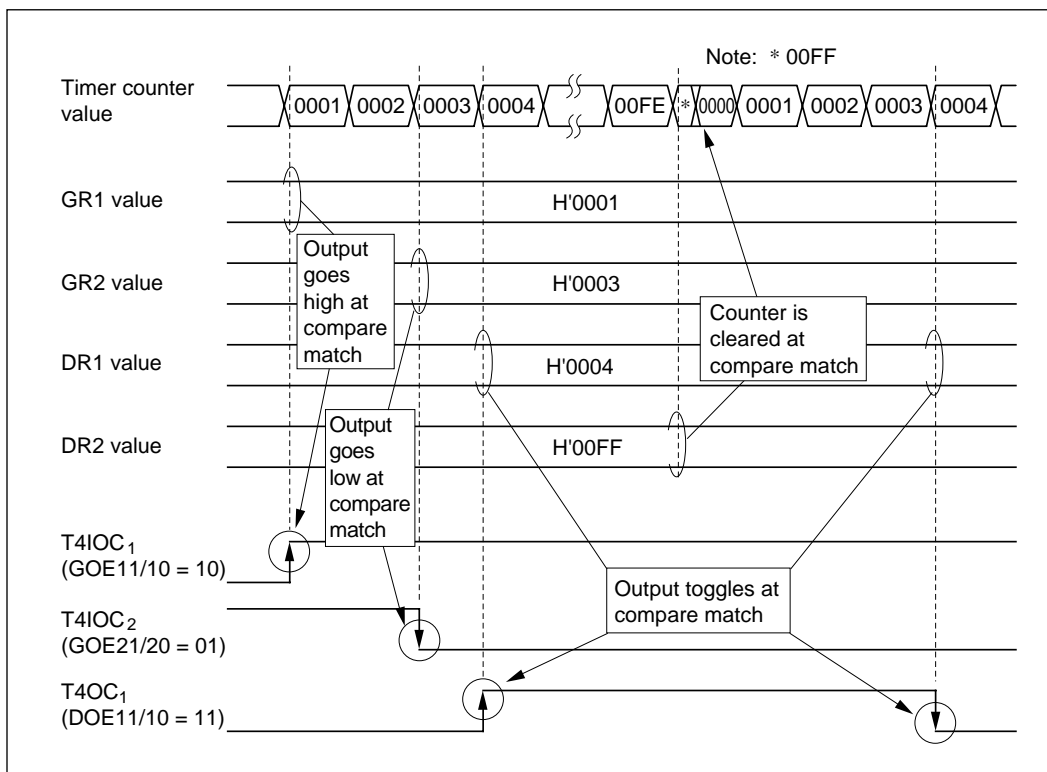 Note: * 00FF
Timer counter
value
0001 0002 0003 0004 00FE * 0000 0001 0002 0003 0004
GR1 value
H'0001
Output
goes
high at
compare
match
GR2 value
H'0003
Counter is
cleared at
compare match
DR1 value
H'0004
Output
goes
low at
compare
match
DR2 value
H'00FF
T4IOC1
(GOE11/10 = 10)
Output toggles at
compare match
T4IOC2
(GOE21/20 = 01)
T4OC1
(DOE11/10 = 11)